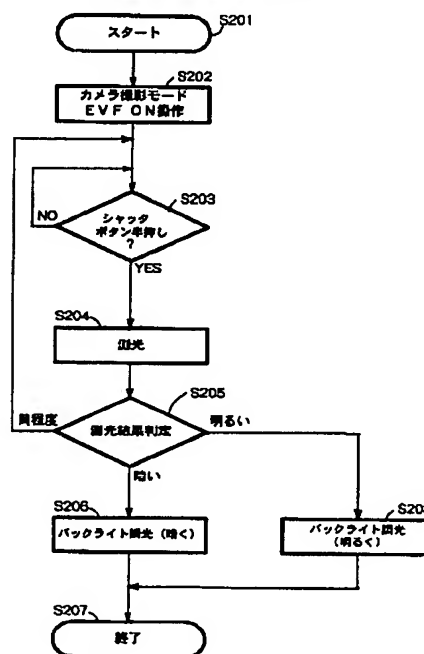 スタート
S201
S202
カメラ撮影モード
EVF ON操作
S203
NO
シャッタ
ボタン半押し
?
YES
S204
測光
S205
同程度
測光結果判定
明るい
暗い
S206
バックライト調光(暗く)
バックライト調光
(明るく)
S207
終了